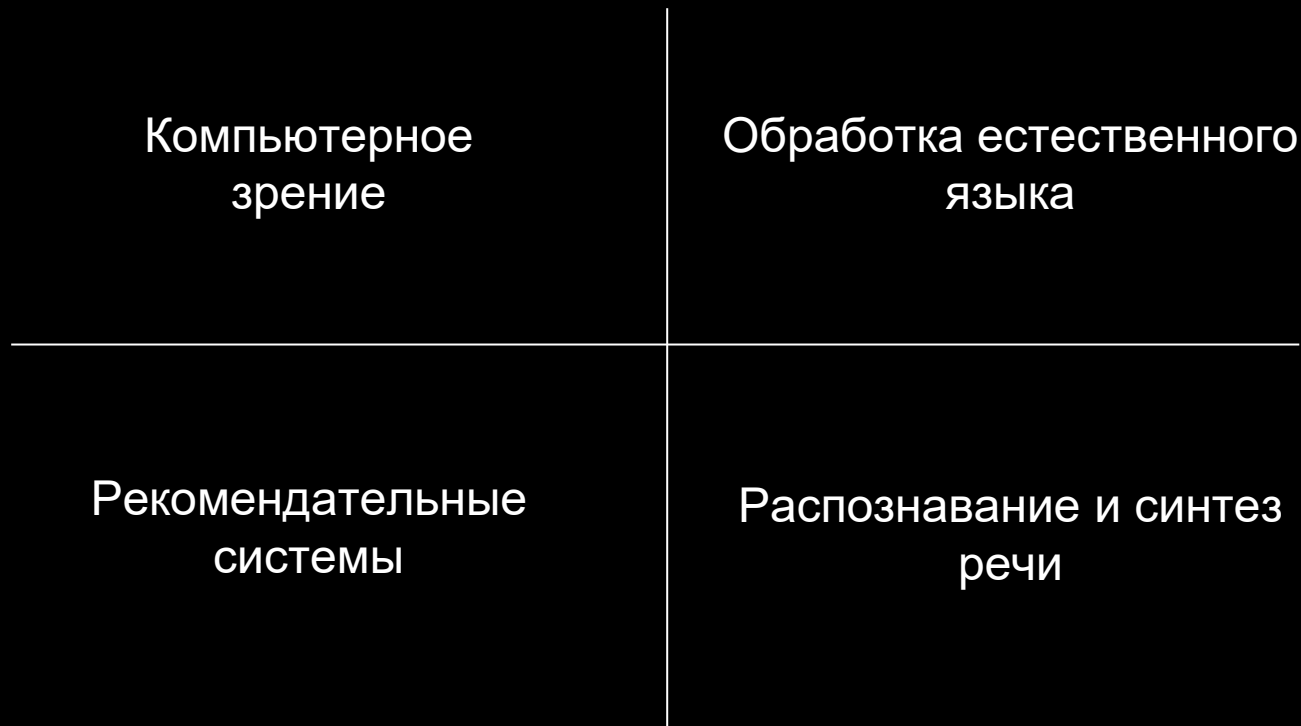 Компьютерное
зрение
Обработка естественного
языка
Рекомендательные
системы
Распознавание и синтез
речи